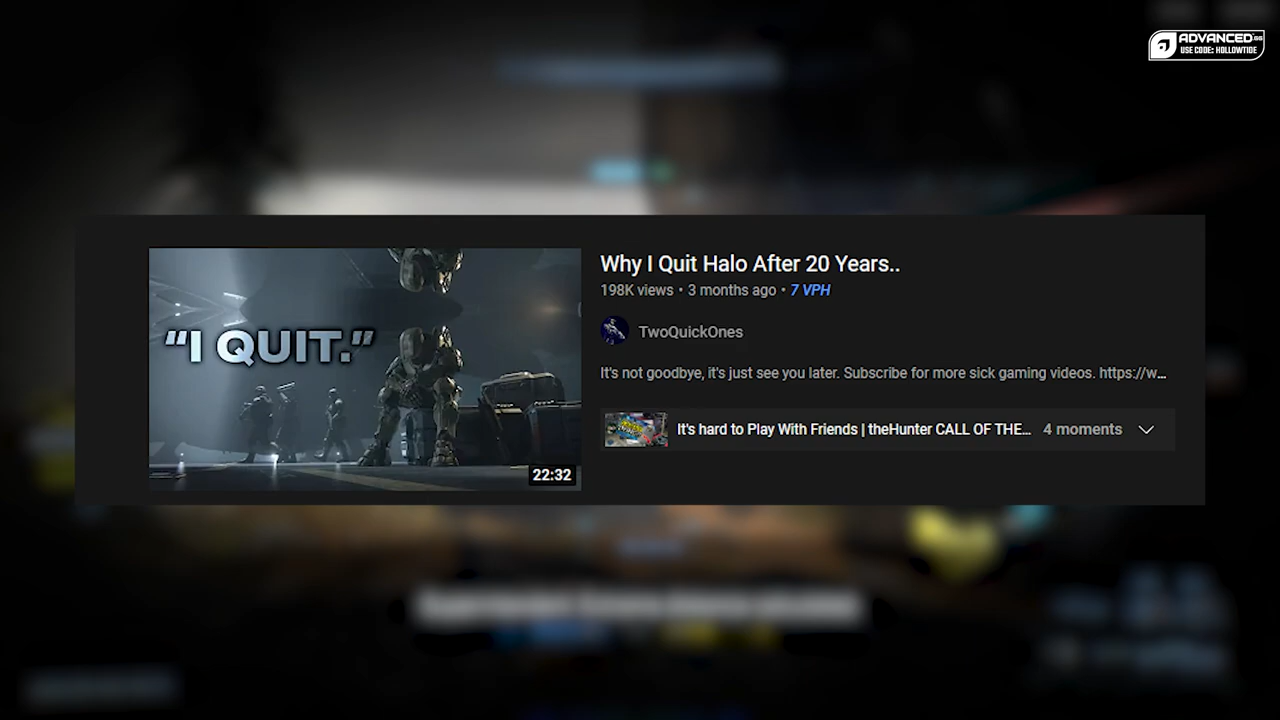 ADVANCED.GG
USE CODE: HOLLOWTIDE
"I QUIT."
22:32
Why I Quit Halo After 20 Years..
198K views • 3 months ago • 7 VPH
TwoQuickOnes
It's not goodbye, it's just see you later. Subscribe for more sick gaming videos. https://w...
It's hard to Play With Friends | theHunter CALL OF THE... 4 moments